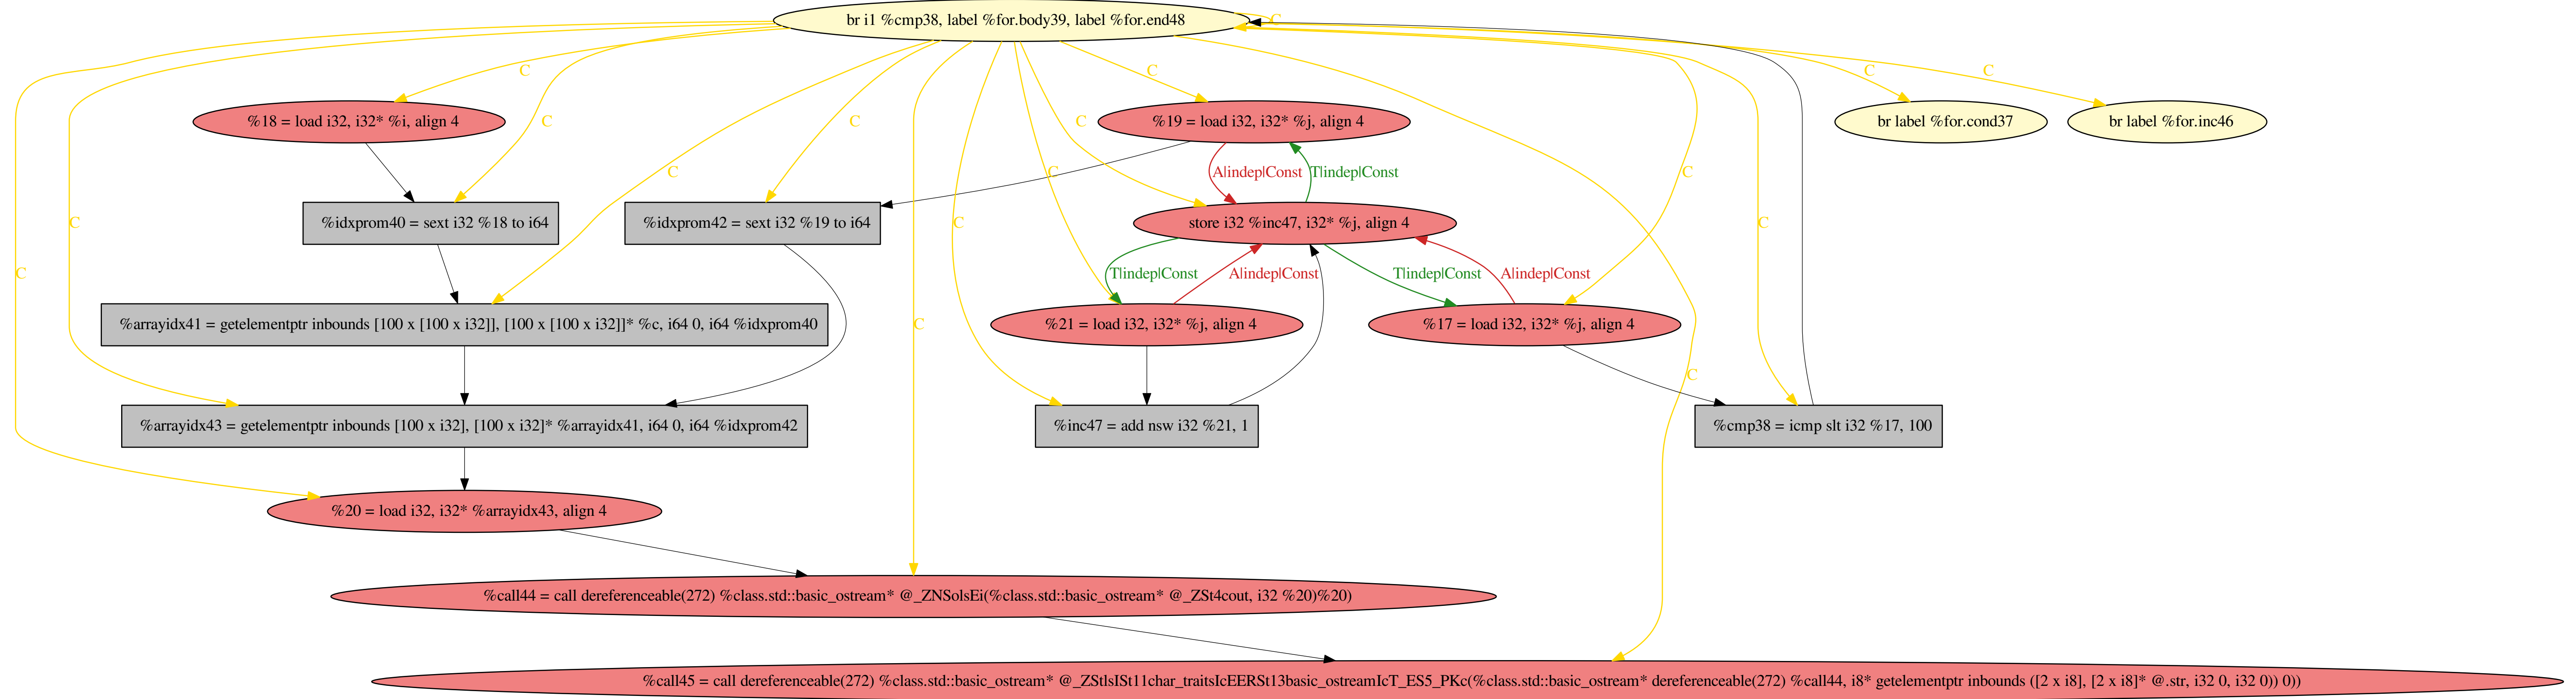 br i1 %cmp38, label %for.body39, label %for.end48
C
C
C
C
C
%18 = load i32, i32* %i, align 4
C
C
C
%19 = load i32, i32* %j, align 4
br label %for.cond37
br label %for.inc46
C
C
A|indep|Const
T|indep|Const
C
C
%idxprom40 = sext i32 %18 to i64
%idxprom42 = sext i32 %19 to i64
C
store i32 %inc47, i32* %j, align 4
C
C
T|indep|Const
A|indep|Const
T|indep|Const
A|indep|Const
%arrayidx41 = getelementptr inbounds [100 x [100 x i32]], [100 x [100 x i32]]* %c, i64 0, i64 %idxprom40
C
%21 = load i32, i32* %j, align 4
%17 = load i32, i32* %j, align 4
C
%arrayidx43 = getelementptr inbounds [100 x i32], [100 x i32]* %arrayidx41, i64 0, i64 %idxprom42
%inc47 = add nsw i32 %21, 1
%cmp38 = icmp slt i32 %17, 100
%20 = load i32, i32* %arrayidx43, align 4
%call44 = call dereferenceable(272) %class.std::basic_ostream* @_ZNSolsEi(%class.std::basic_ostream* @_ZSt4cout, i32 %20)%20)
%call45 = call dereferenceable(272) %class.std::basic_ostream* @_ZStlsISt11char_traitsIcEERSt13basic_ostreamIcT_ES5_PKc(%class.std::basic_ostream* dereferenceable(272) %call44, i8* getelementptr inbounds ([2 x i8], [2 x i8]* @.str, i32 0, i32 0)) 0))